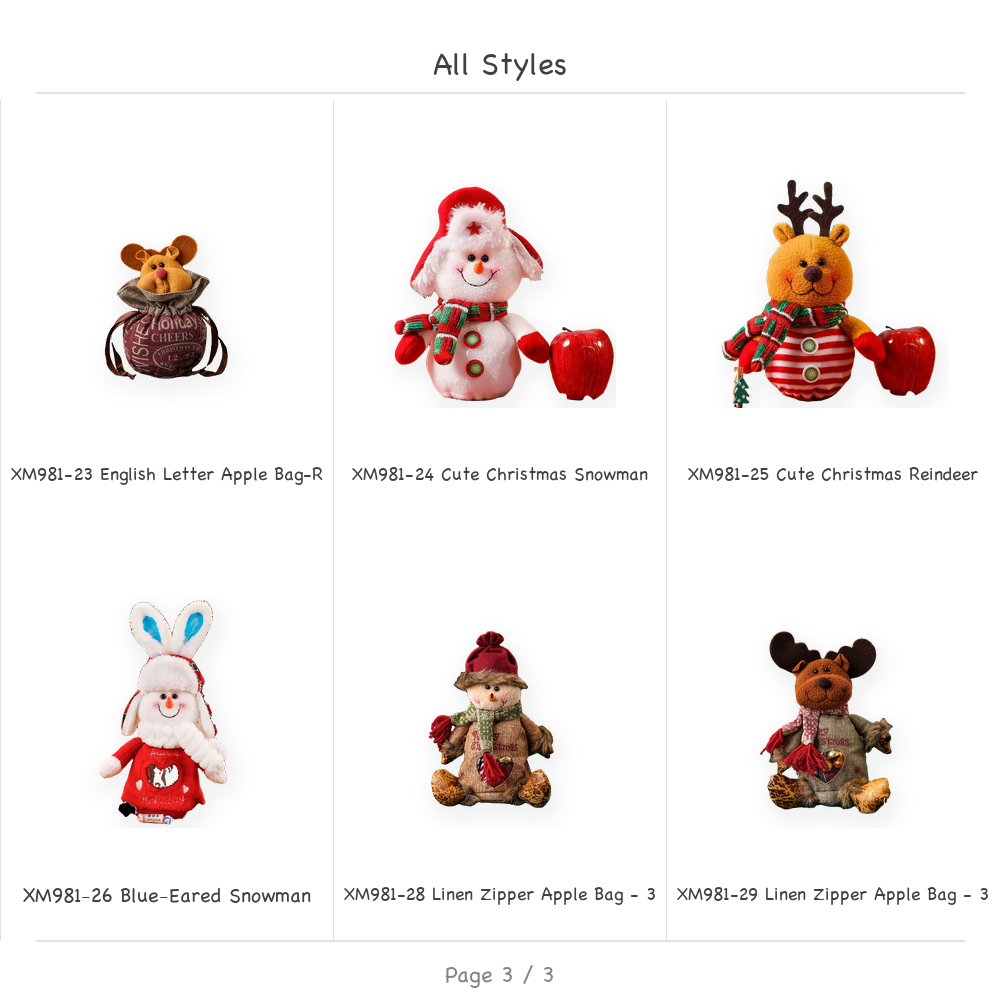 All Styles
Holiday
CHEERS
XM981-23 English Letter Apple Bag-R
XM981-24 Cute Christmas Snowman
XM981-25 Cute Christmas Reindeer
XM981-26 Blue-Eared Snowman
XM981-28 Linen Zipper Apple Bag - 3
XM981-29 Linen Zipper Apple Bag - 3
Page 3 / 3